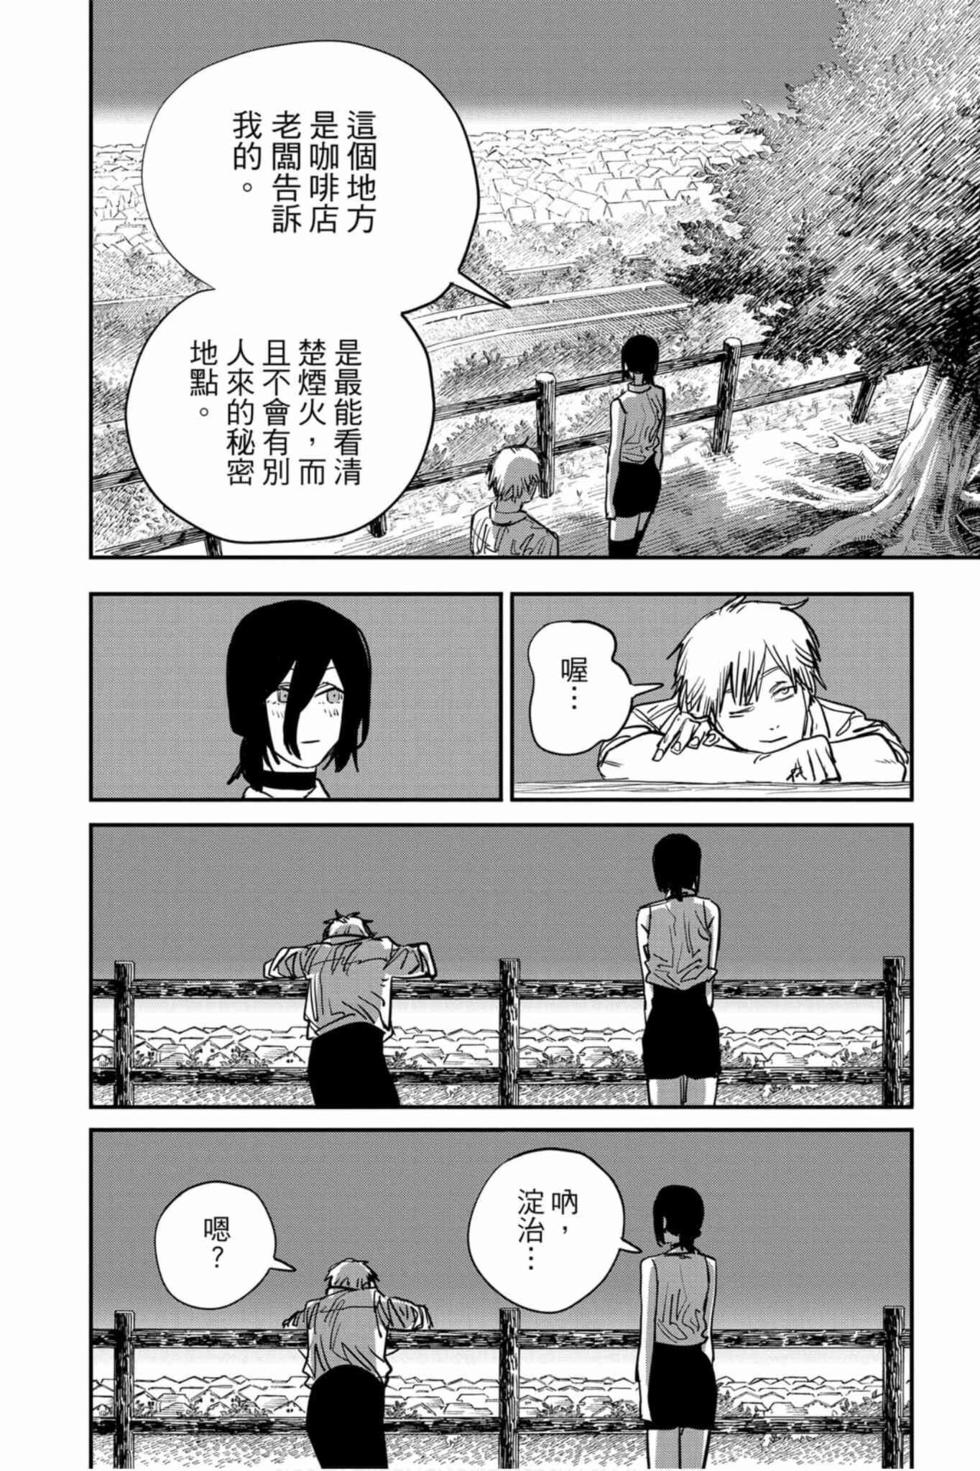 這個地方
是咖啡店
老闆告訴
我的。
是最能看清
楚煙火，而
且不會有別
人來的秘密
地點。
喔…
吶，
淀治…
嗯？